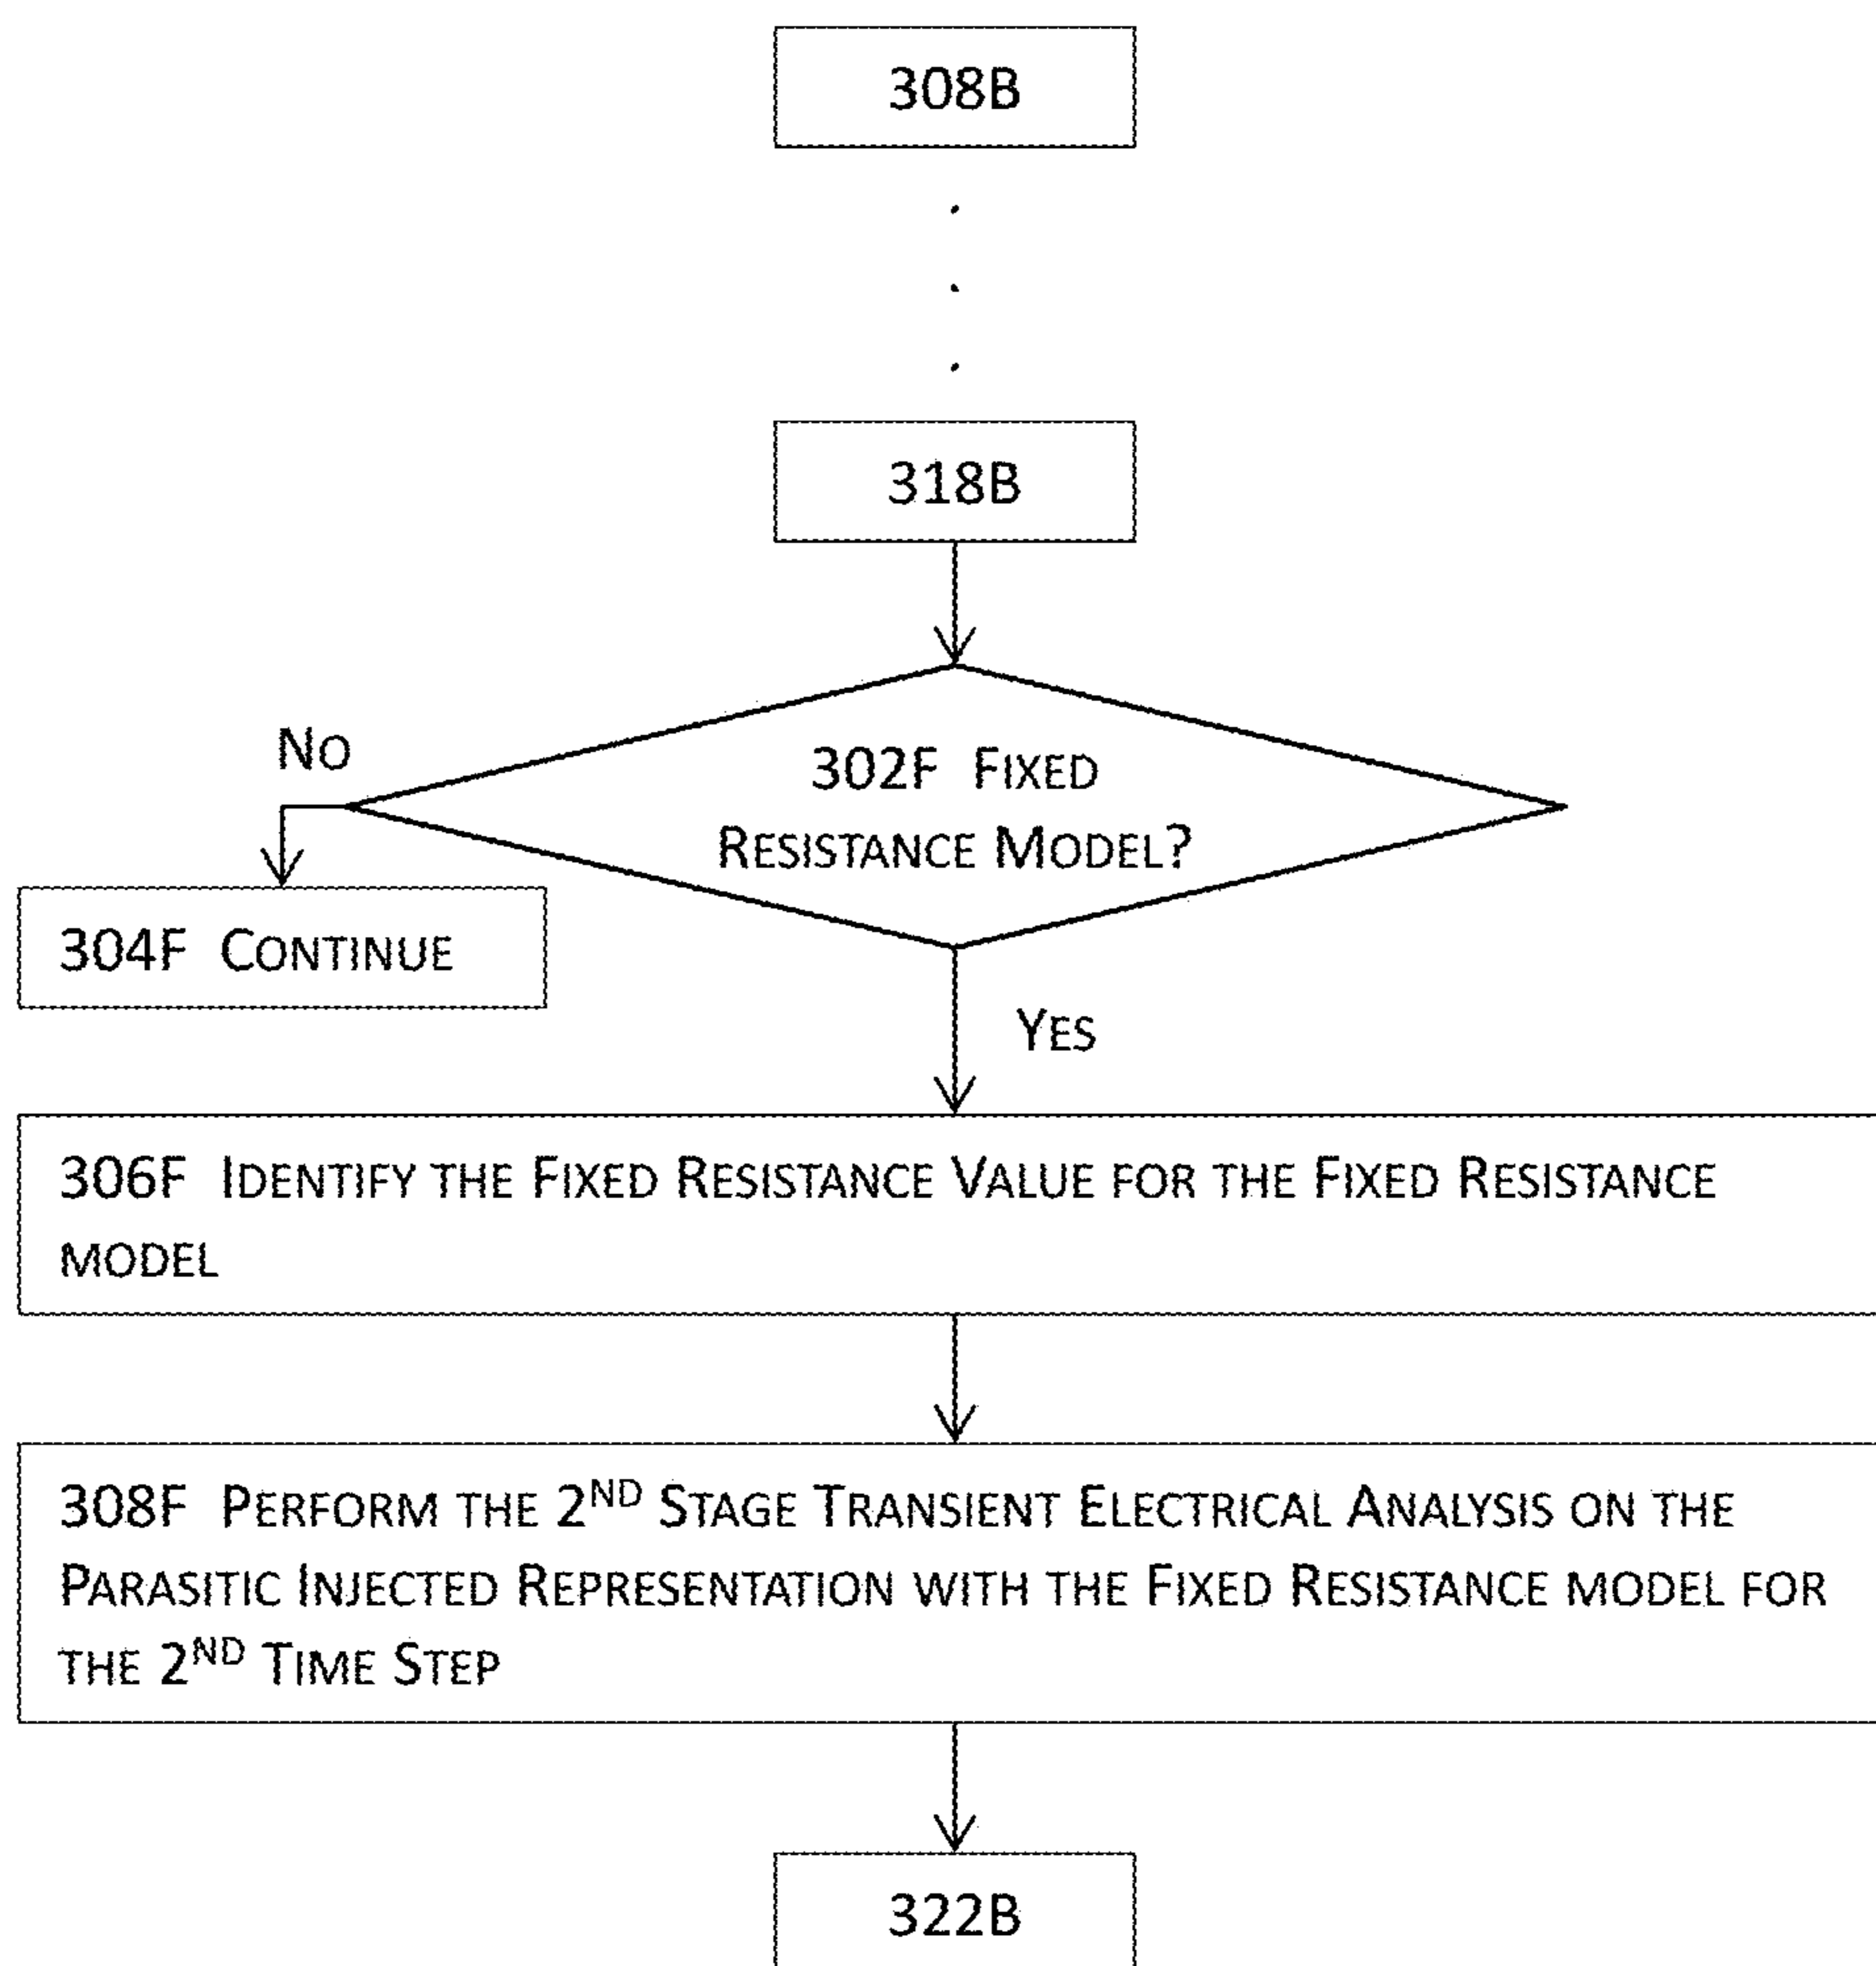 308B
318B
302F FIXED
RESISTANCE MODEL?
NO
304F CONTINUE
YES
306F IDENTIFY THE FIXED RESISTANCE VALUE FOR THE FIXED RESISTANCE
MODEL
308F PERFORM THE 2ND STAGE TRANSIENT ELECTRICAL ANALYSIS ON THE
PARASITIC INJECTED REPRESENTATION WITH THE FIXED RESISTANCE MODEL FOR
THE 2ND TIME STEP
322B